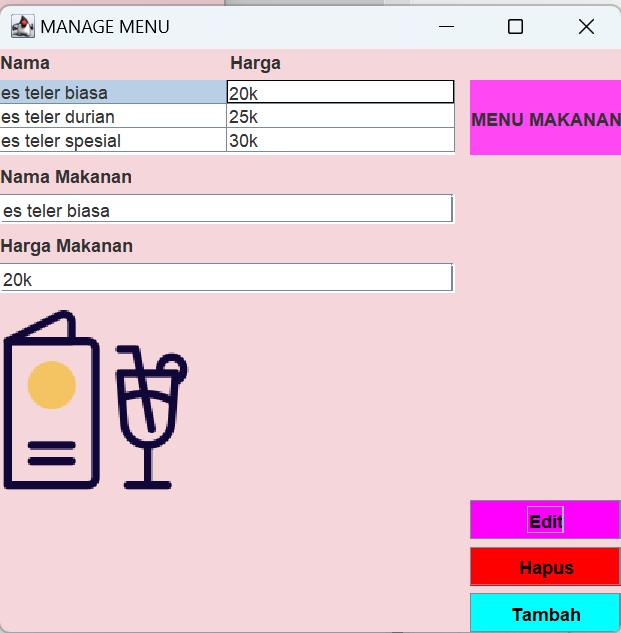 MANAGE MENU
Nama Harga
es teler biasa 20k
es teler durian 25k
es teler spesial 30k
MENU MAKANAN
Nama Makanan
es teler biasa
Harga Makanan
20k
Edit
Hapus
Tambah